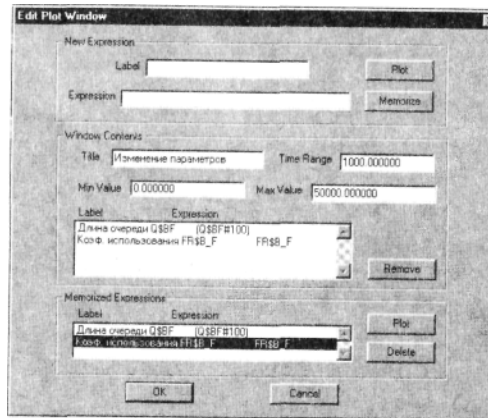 Edit Plot Window
New Expression
Label
Plot
Expression
Memorize
Window Contents
Title Изменение параметров Time Range 1000.000000
Min Value 0.000000 Max Value 50000.000000
Label Expression
Длина очереди Q$BF (Q$BF#100)
Коэф. использования FR$B_F FR$B_F
Remove
Memorized Expressions
Label Expression
Plot
Длина очереди Q$BF (Q$BF#100)
Коэф. использования FR$B_F FR$B_F
Delete
OK Cancel